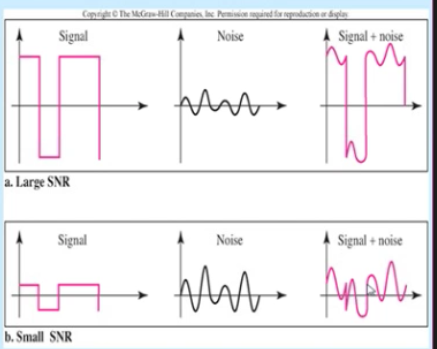 Copyright © The McGraw-Hill Companies, Inc. Permission required for reproduction or display.
Signal Noise Signal + noise
a. Large SNR
Signal Noise Signal + noise
b. Small SNR